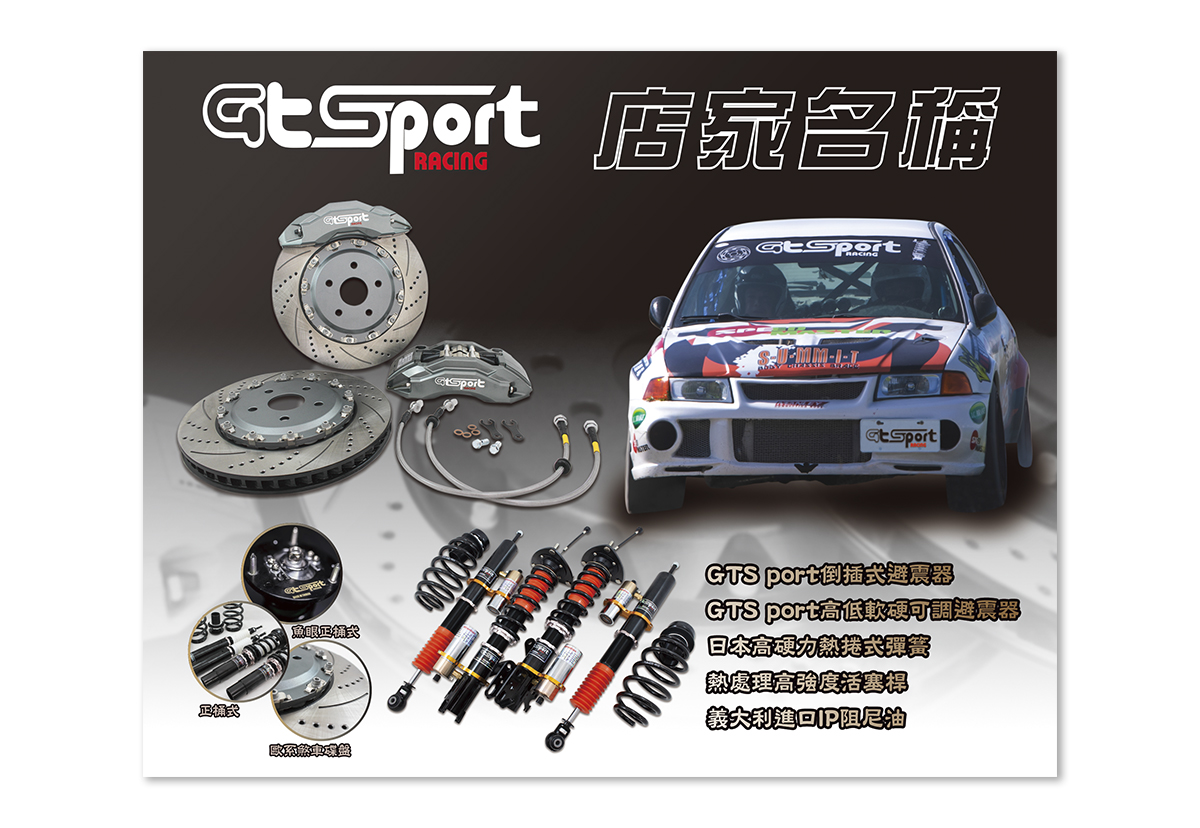 GtSport
RACING
店家名稱
GtSport
GtSport
RACING
GtSport
S·U·MM·I·T
GtSport
RACING
GtSport
GTS port倒插式避震器
GTS port高低軟硬可調避震器
日本高硬力熱捲式彈簧
熱處理高強度活塞桿
義大利進口IP阻尼油
魚眼正桶式
正桶式
歐系煞車碟盤